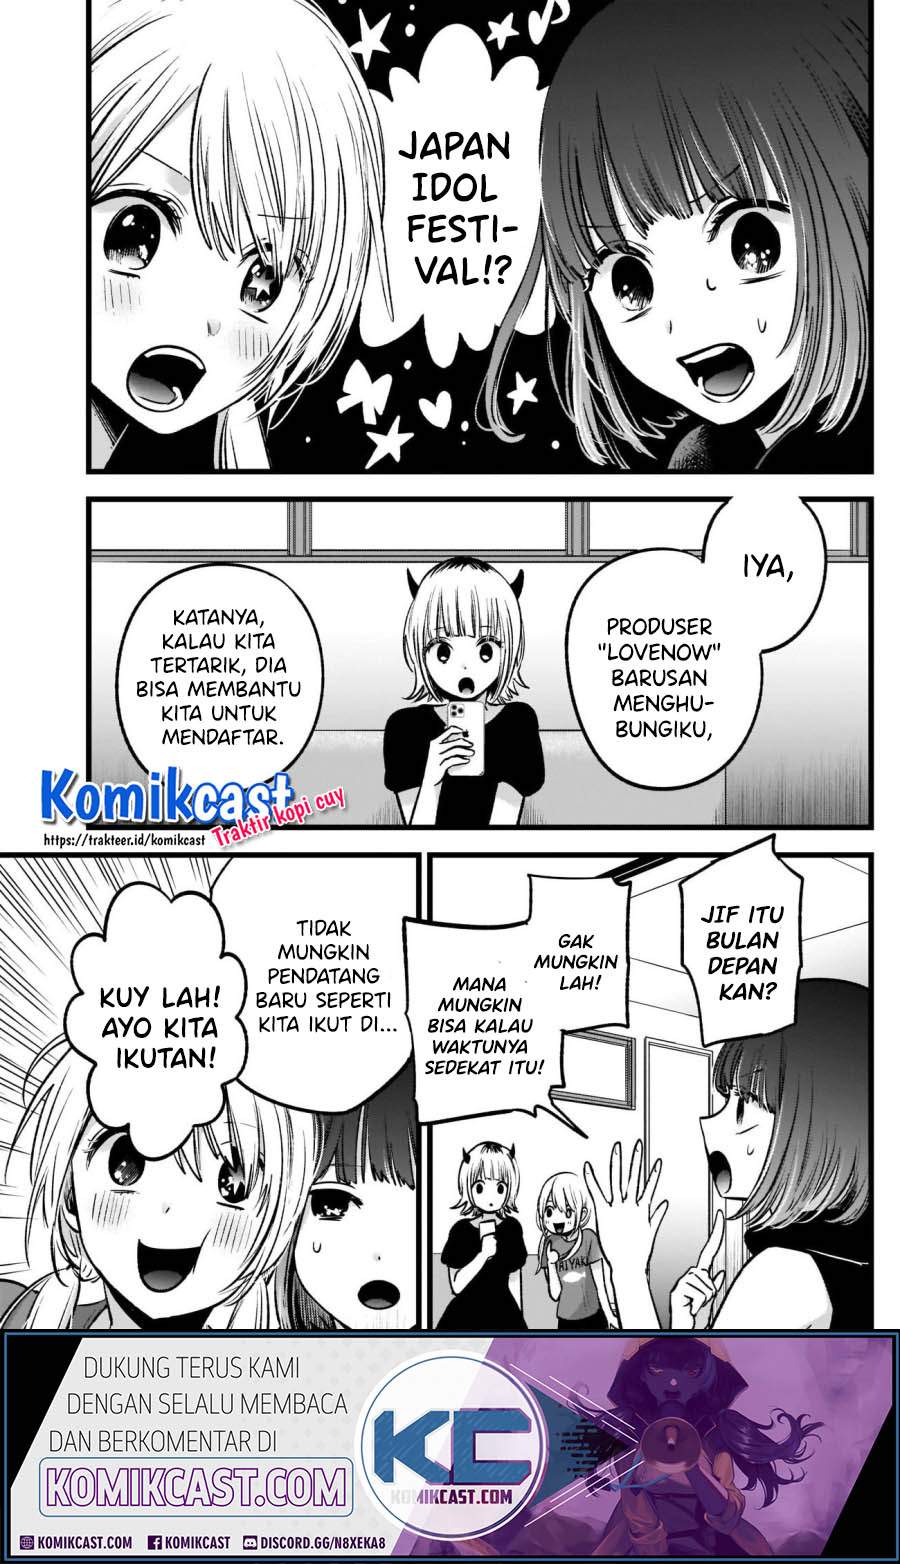 JAPAN
IDOL
FESTI-
VAL!?
IYA,
PRODUSER
"LOVENOW"
BARUSAN
MENGHU-
BUNGIKU,
KATANYA,
KALAU KITA
TERTARIK, DIA
BISA MEMBANTU
KITA UNTUK
MENDAFTAR.
Komikcast
Traktir kopi cuy
https://trakteer.id/komikcast
JIF ITU
BULAN
DEPAN
KAN?
GAK
MUNGKIN
LAH!
MANA
MUNGKIN
BISA KALAU
WAKTUNYA
SEDEKAT ITU!
TIDAK
MUNGKIN
PENDATANG
BARU SEPERTI
KITA IKUT DI...
KUY LAH!
AYO KITA
IKUTAN!
RIYAKI
DUKUNG TERUS KAMI
DENGAN SELALU MEMBACA
DAN BERKOMENTAR DI
KOMIKCAST.COM
KOMIKCAST.COM
KOMIKCAST
DISCORD.GG/N8XEKA8
KC
KOMIKCAST.COM